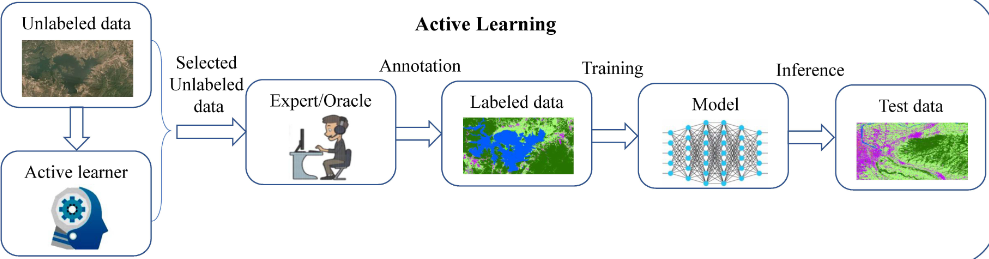 Active Learning
Unlabeled data
Active learner
Selected
Unlabeled
data
Expert/Oracle
Annotation
Labeled data
Training
Model
Inference
Test data